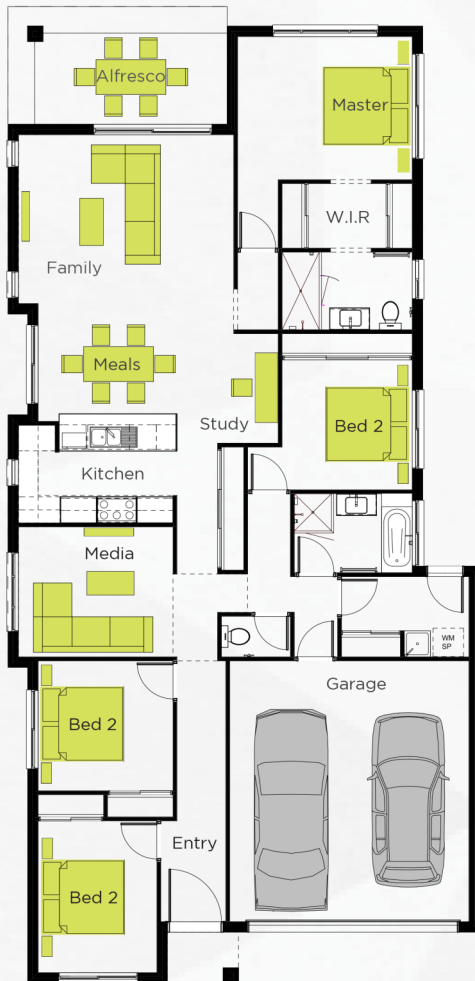 Alfresco
Master
W.I.R
Family
Meals
Study
Bed 2
Kitchen
Media
WM
SP
Garage
Bed 2
Entry
Bed 2